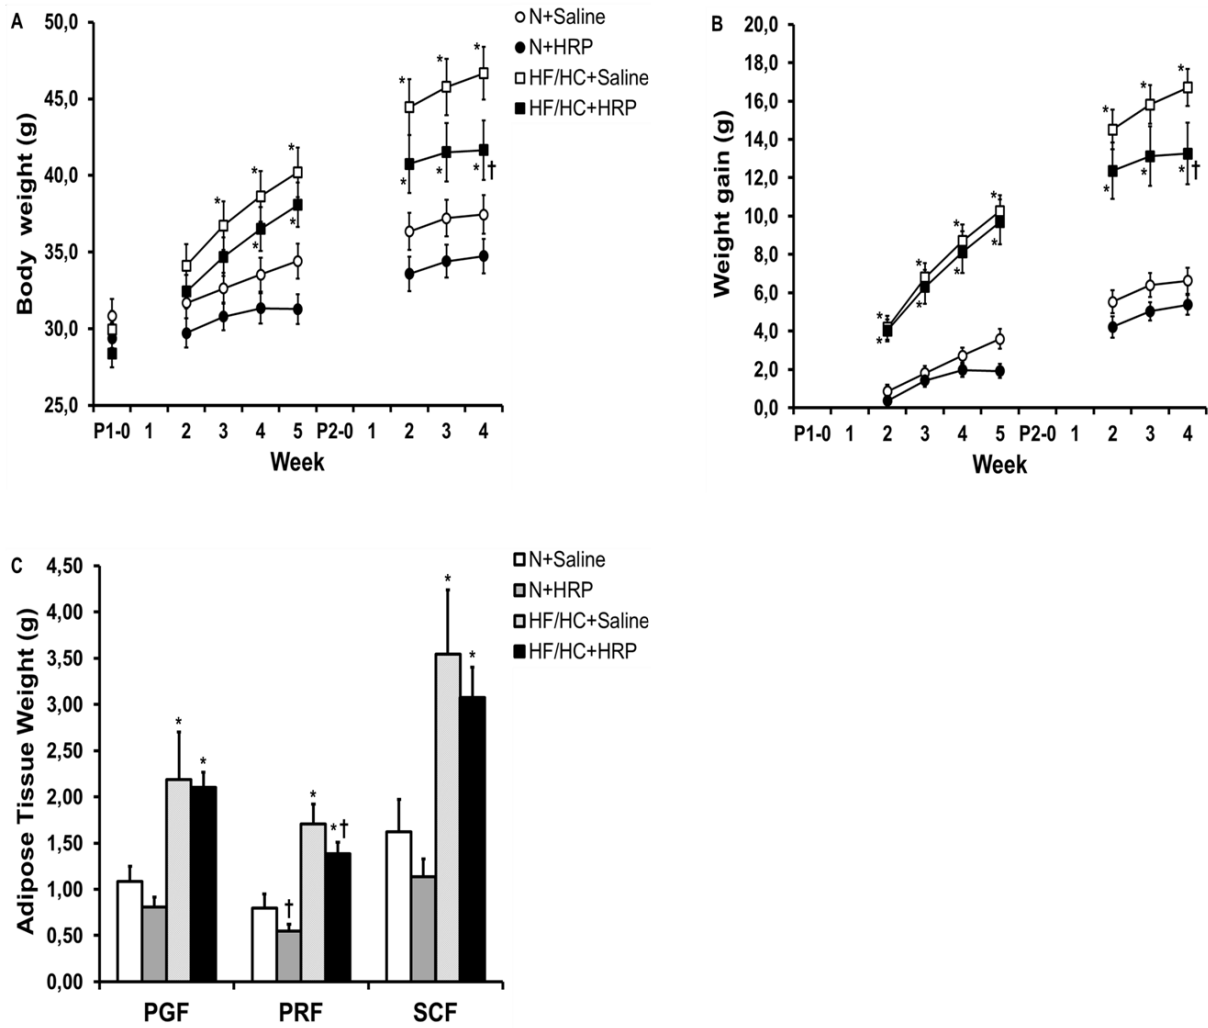 A
Body weight (g)
50,0
45,0
40,0
35,0
30,0
25,0
* * * * * * *
* * * * * †
P1-0 1 2 3 4 5 P2-0 1 2 3 4
Week
N+Saline
N+HRP
HF/HC+Saline
HF/HC+HRP
B
Weight gain (g)
20,0
18,0
16,0
14,0
12,0
10,0
8,0
6,0
4,0
2,0
0,0
* * * * * * *
* * * * * * * †
P1-0 1 2 3 4 5 P2-0 1 2 3 4
Week
C
Adipose Tissue Weight (g)
4,50
4,00
3,50
3,00
2,50
2,00
1,50
1,00
0,50
0,00
* * † * *† * *
PGF PRF SCF
N+Saline
N+HRP
HF/HC+Saline
HF/HC+HRP